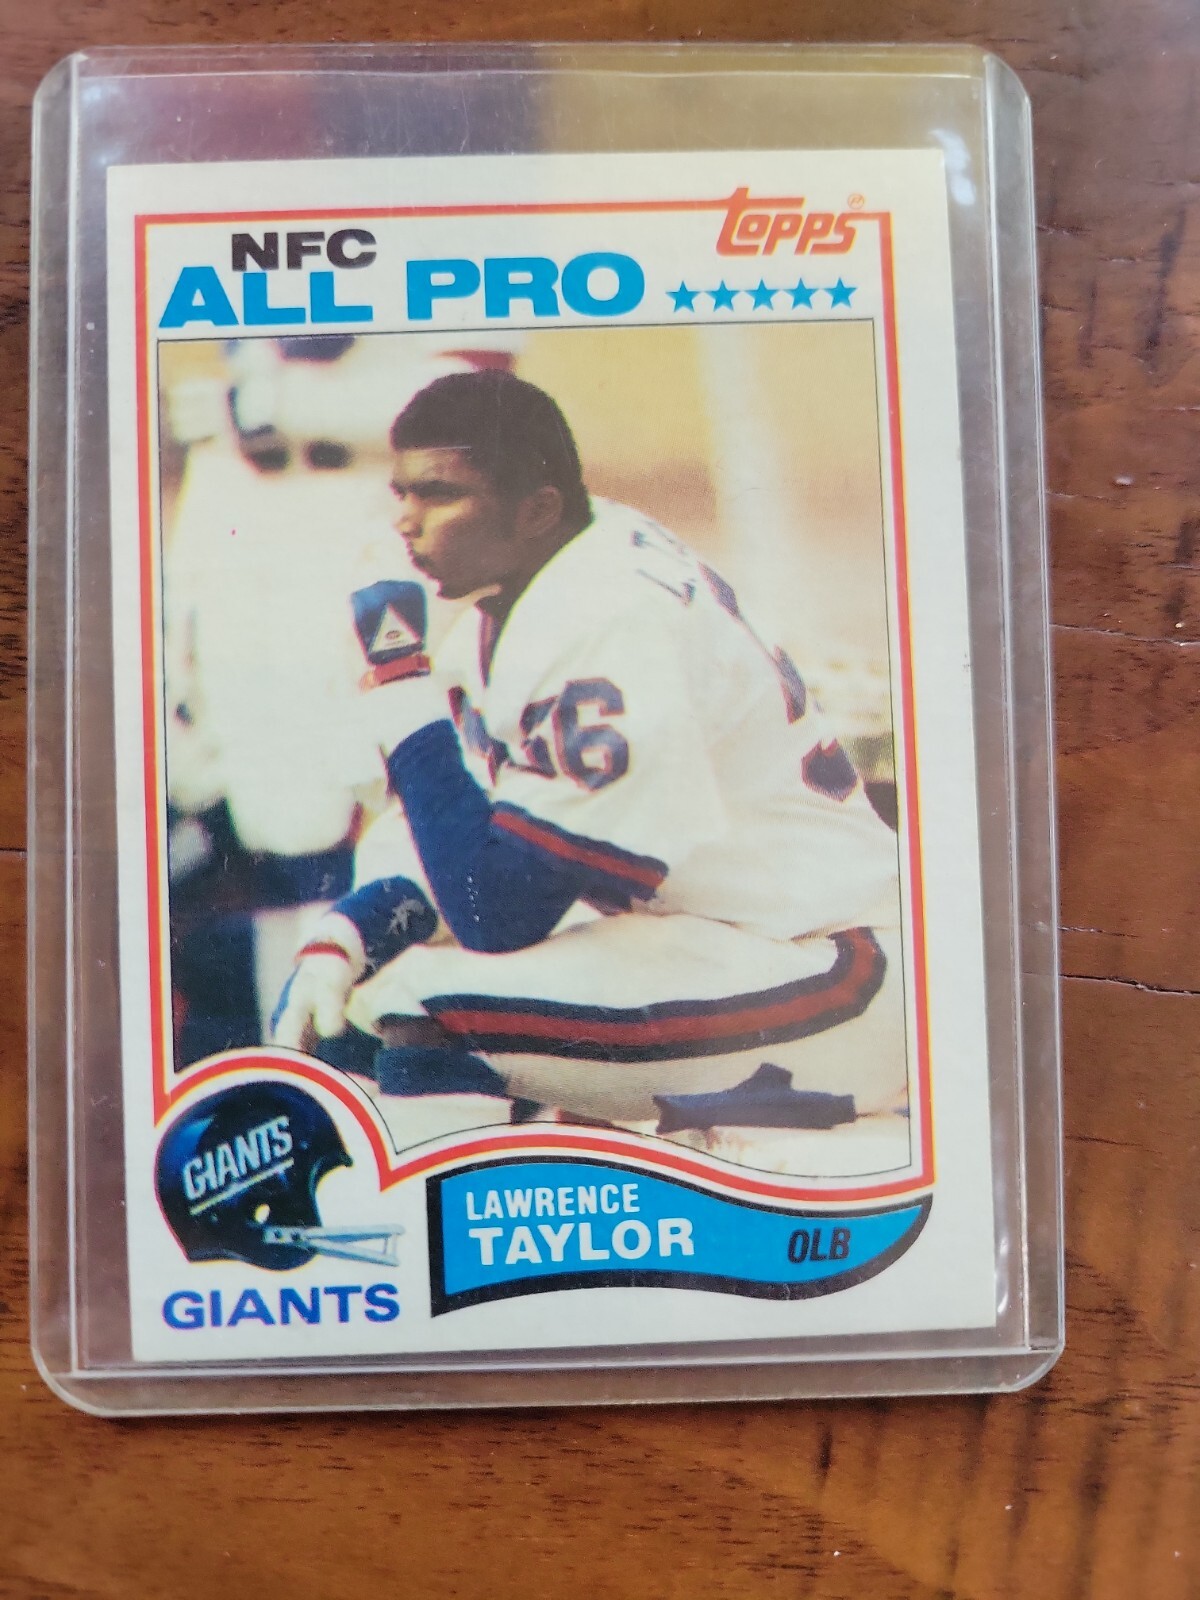 topps
NFC
ALL PRO
56
GIANTS
LAWRENCE
TAYLOR
OLB
GIANTS